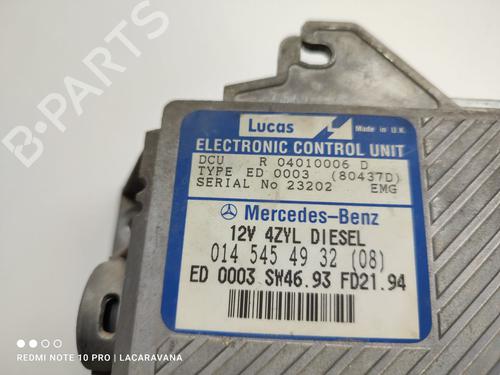 Lucas Made in U.K.
ELECTRONIC CONTROL UNIT
DCU R 04010006 D
TYPE ED 0003 (80437D)
SERIAL No 23202 EMG
Mercedes-Benz
12V 4ZYL DIESEL
014 545 49 32 (08)
ED 0003 SW46.93 FD21.94
B-PARTS
REDMI NOTE 10 PRO | LACARAVANA